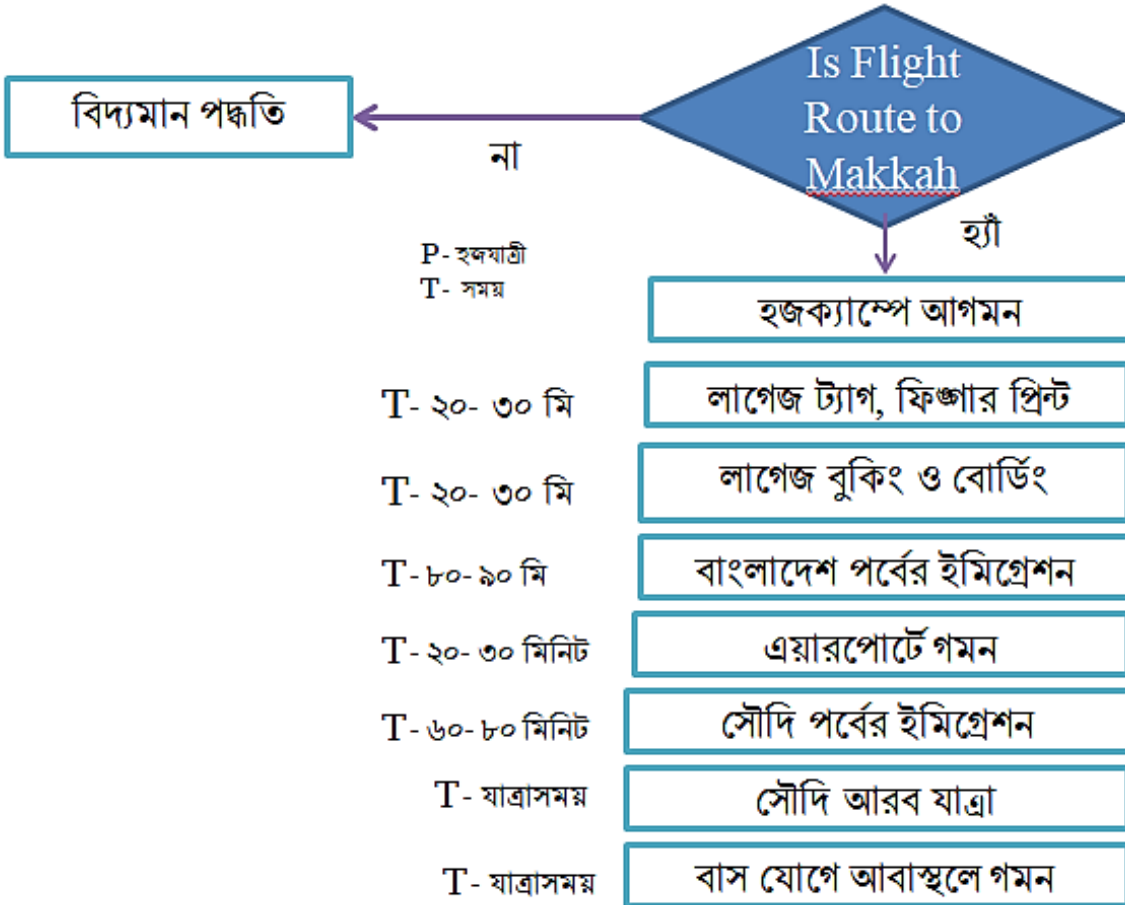 Is Flight
Route to
Makkah
বিদ্যমান পদ্ধতি
না
হ্যাঁ
P- হজযাত্রী
T- সময়
হজক্যাম্পে আগমন
T- ২০- ৩০ মি
লাগেজ ট্যাগ, ফিঙ্গার প্রিন্ট
T- ২০- ৩০ মি
লাগেজ বুকিং ও বোর্ডিং
T- ৮০- ৯০ মি
বাংলাদেশ পর্বের ইমিগ্রেশন
T- ২০- ৩০ মিনিট
এয়ারপোর্টে গমন
T- ৬০- ৮০ মিনিট
সৌদি পর্বের ইমিগ্রেশন
T- যাত্রাসময়
সৌদি আরব যাত্রা
T- যাত্রাসময়
বাস যোগে আবাস্থলে গমন